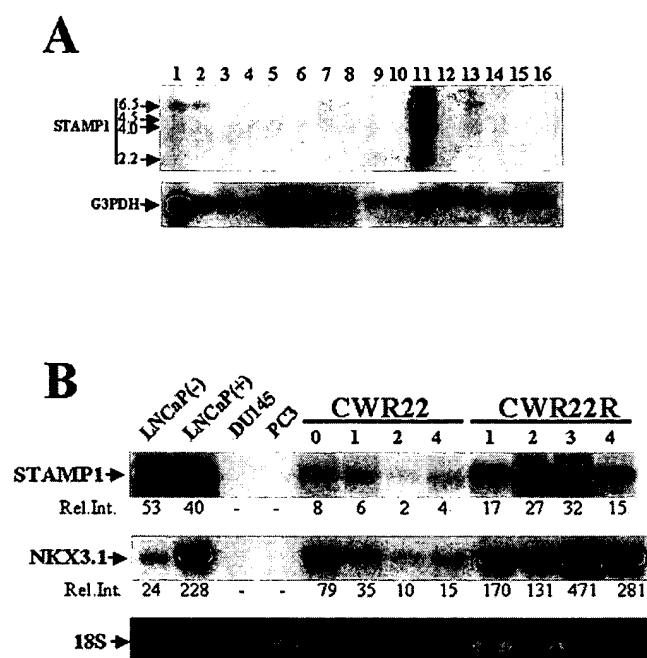 A
1 2 3 4 5 6 7 8 9 10 11 12 13 14 15 16
6.5
4.5
STAMP1 4.0
2.2
G3PDH
B
LNCaP(-) LNCaP(+) DU145 PC3 CWR22 CWR22R
0 1 2 4 1 2 3 4
STAMP1
Rel.Int. 53 40 - - 8 6 2 4 17 27 32 15
NKX3.1
Rel.Int. 24 228 - - 79 35 10 15 170 131 471 281
18S